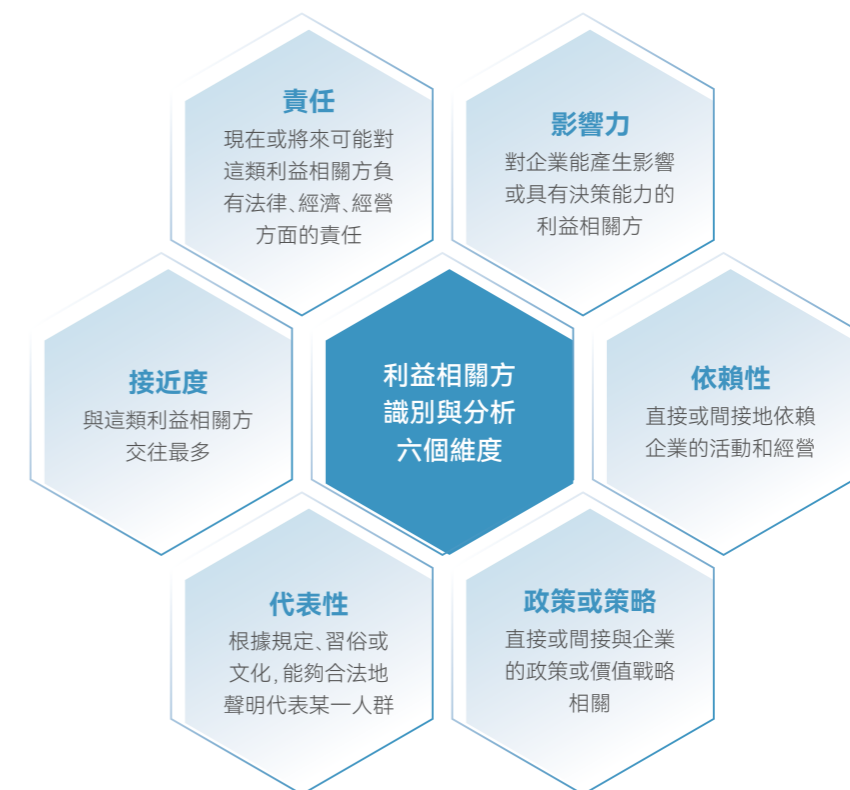 責任
現在或將來可能對
這類利益相關方負
有法律、經濟、經營
方面的責任
影響力
對企業能產生影響
或具有決策能力的
利益相關方
接近度
與這類利益相關方
交往最多
利益相關方
識別與分析
六個維度
依賴性
直接或間接地依賴
企業的活動和經營
代表性
根據規定、習俗或
文化，能夠合法地
聲明代表某一人群
政策或策略
直接或間接與企業
的政策或價值戰略
相關